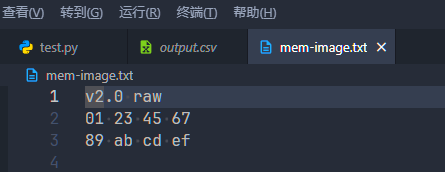 查看(V) 转到(G) 运行(R) 终端(T) 帮助(H)
test.py output.csv mem-image.txt
mem-image.txt
1 v2.0 raw
2 01 23 45 67
3 89 ab cd ef
4